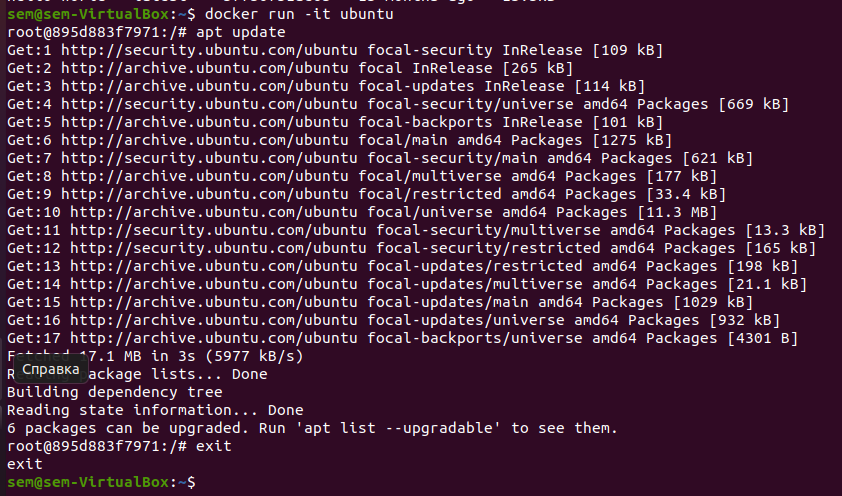 sem@sem-VirtualBox:~$ docker run -it ubuntu
root@895d883f7971:/# apt update
Get:1 http://security.ubuntu.com/ubuntu focal-security InRelease [109 kB]
Get:2 http://archive.ubuntu.com/ubuntu focal InRelease [265 kB]
Get:3 http://archive.ubuntu.com/ubuntu focal-updates InRelease [114 kB]
Get:4 http://security.ubuntu.com/ubuntu focal-security/universe amd64 Packages [669 kB]
Get:5 http://archive.ubuntu.com/ubuntu focal-backports InRelease [101 kB]
Get:6 http://archive.ubuntu.com/ubuntu focal/main amd64 Packages [1275 kB]
Get:7 http://security.ubuntu.com/ubuntu focal-security/main amd64 Packages [621 kB]
Get:8 http://archive.ubuntu.com/ubuntu focal/multiverse amd64 Packages [177 kB]
Get:9 http://archive.ubuntu.com/ubuntu focal/restricted amd64 Packages [33.4 kB]
Get:10 http://archive.ubuntu.com/ubuntu focal/universe amd64 Packages [11.3 MB]
Get:11 http://security.ubuntu.com/ubuntu focal-security/multiverse amd64 Packages [13.3 kB]
Get:12 http://security.ubuntu.com/ubuntu focal-security/restricted amd64 Packages [165 kB]
Get:13 http://archive.ubuntu.com/ubuntu focal-updates/restricted amd64 Packages [198 kB]
Get:14 http://archive.ubuntu.com/ubuntu focal-updates/multiverse amd64 Packages [21.1 kB]
Get:15 http://archive.ubuntu.com/ubuntu focal-updates/main amd64 Packages [1029 kB]
Get:16 http://archive.ubuntu.com/ubuntu focal-updates/universe amd64 Packages [932 kB]
Get:17 http://archive.ubuntu.com/ubuntu focal-backports/universe amd64 Packages [4301 B]
Fetched 17.1 MB in 3s (5977 kB/s)
Справка
package lists... Done
Building dependency tree
Reading state information... Done
6 packages can be upgraded. Run 'apt list --upgradable' to see them.
root@895d883f7971:/# exit
exit
sem@sem-VirtualBox:~$